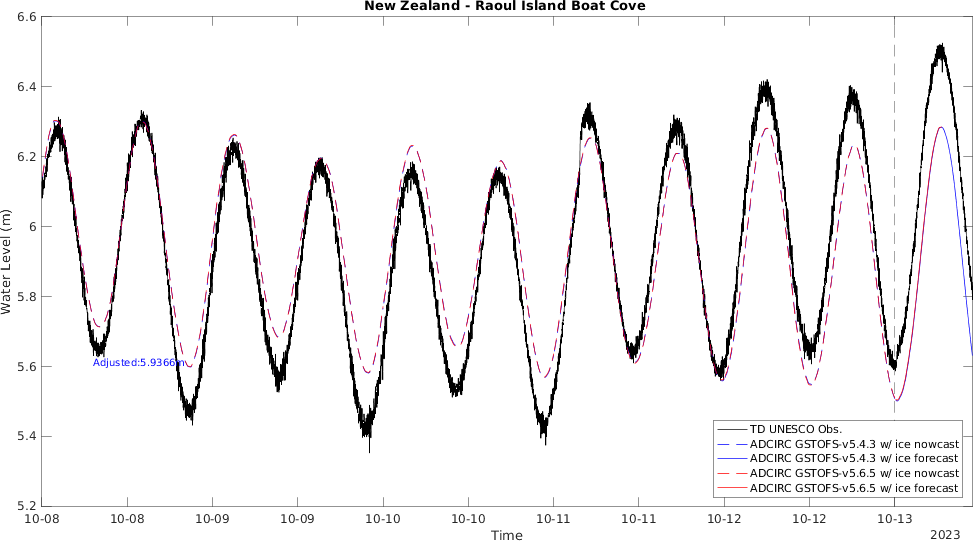 New Zealand - Raoul Island Boat Cove
6.6
6.4
6.2
6
5.8
5.6
5.4
5.2
Water Level (m)
Adjusted:5.9366m
TD UNESCO Obs.
ADCIRC GSTOFS-v5.4.3 w/ ice nowcast
ADCIRC GSTOFS-v5.4.3 w/ ice forecast
ADCIRC GSTOFS-v5.6.5 w/ ice nowcast
ADCIRC GSTOFS-v5.6.5 w/ ice forecast
10-08 10-08 10-09 10-09 10-10 10-10 10-11 10-11 10-12 10-12 10-13
Time
2023